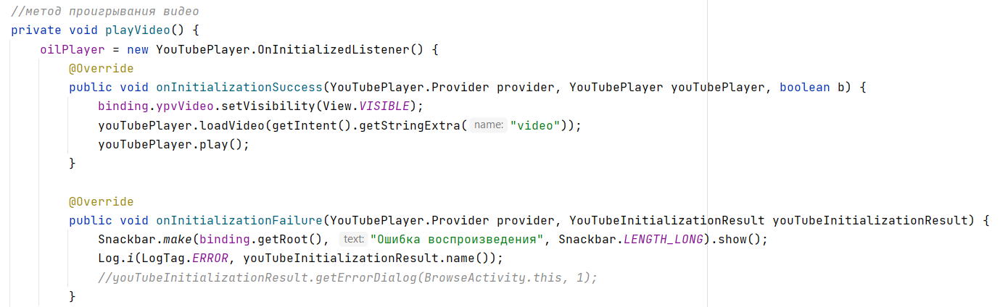 //метод проигрывания видео
private void playVideo() {
    oilPlayer = new YouTubePlayer.OnInitializedListener() {
        @Override
        public void onInitializationSuccess(YouTubePlayer.Provider provider, YouTubePlayer youTubePlayer, boolean b) {
            binding.ypvVideo.setVisibility(View.VISIBLE);
            youTubePlayer.loadVideo(getIntent().getStringExtra( name: "video"));
            youTubePlayer.play();
        }
        @Override
        public void onInitializationFailure(YouTubePlayer.Provider provider, YouTubeInitializationResult youTubeInitializationResult) {
            Snackbar.make(binding.getRoot(), text: "Ошибка воспроизведения", Snackbar.LENGTH_LONG).show();
            Log.i(LogTag.ERROR, youTubeInitializationResult.name());
            //youTubeInitializationResult.getErrorDialog(BrowseActivity.this, 1);
        }